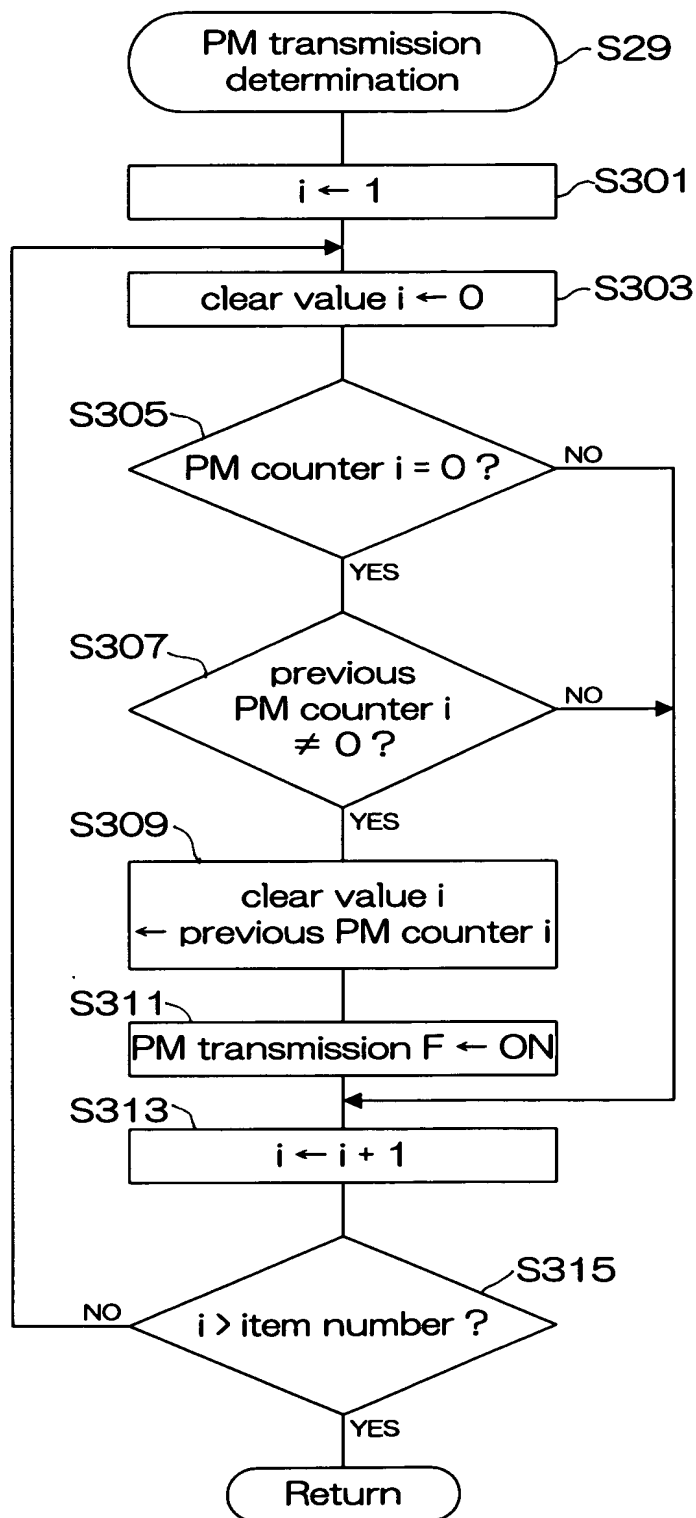 PM transmission
determination
S29
i ← 1
S301
clear value i ← 0
S303
S305
PM counter i = 0 ?
NO
YES
S307
previous
PM counter i
≠ 0 ?
NO
YES
S309
clear value i
← previous PM counter i
S311
PM transmission F ← ON
S313
i ← i + 1
S315
i > item number ?
NO
YES
Return